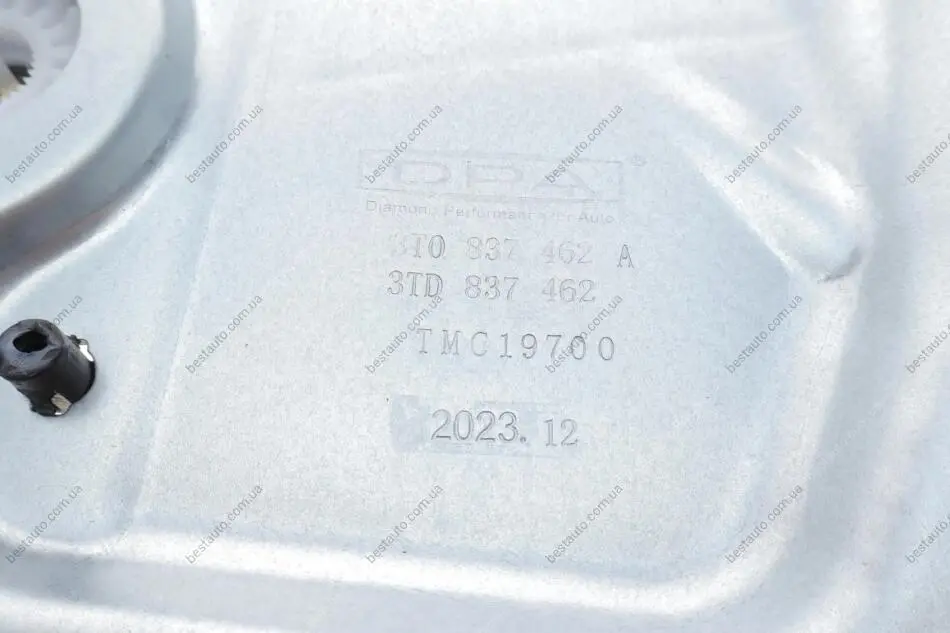 DPA®
Diamond Performance for Auto
3T0 837 462 A
3TD 837 462
TMC19700
2023.12
bestauto.com.ua